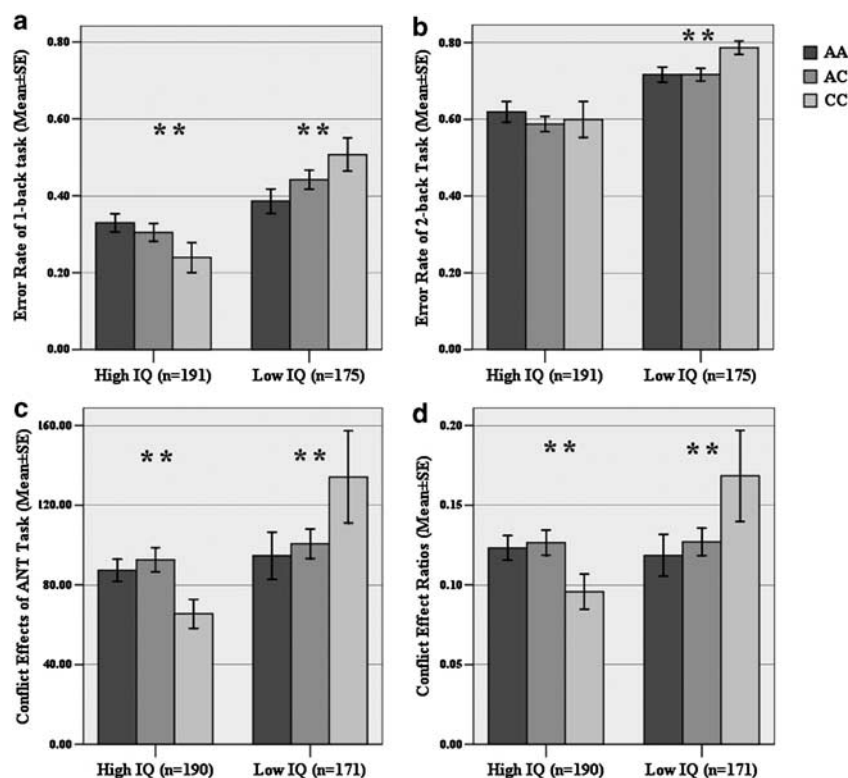 a
Error Rate of 1-back task (Mean±SE)
0.80
0.60
0.40
0.20
0.00
* *
* *
High IQ (n=191)
Low IQ (n=175)
b
Error Rate of 2-back Task (Mean±SE)
0.80
0.60
0.40
0.20
0.00
* *
High IQ (n=191)
Low IQ (n=175)
AA
AC
CC
c
Conflict Effects of ANT Task (Mean±SE)
160.00
120.00
80.00
40.00
0.00
* *
* *
High IQ (n=190)
Low IQ (n=171)
d
Conflict Effect Ratios (Mean±SE)
0.20
0.15
0.10
0.05
0.00
* *
* *
High IQ (n=190)
Low IQ (n=171)